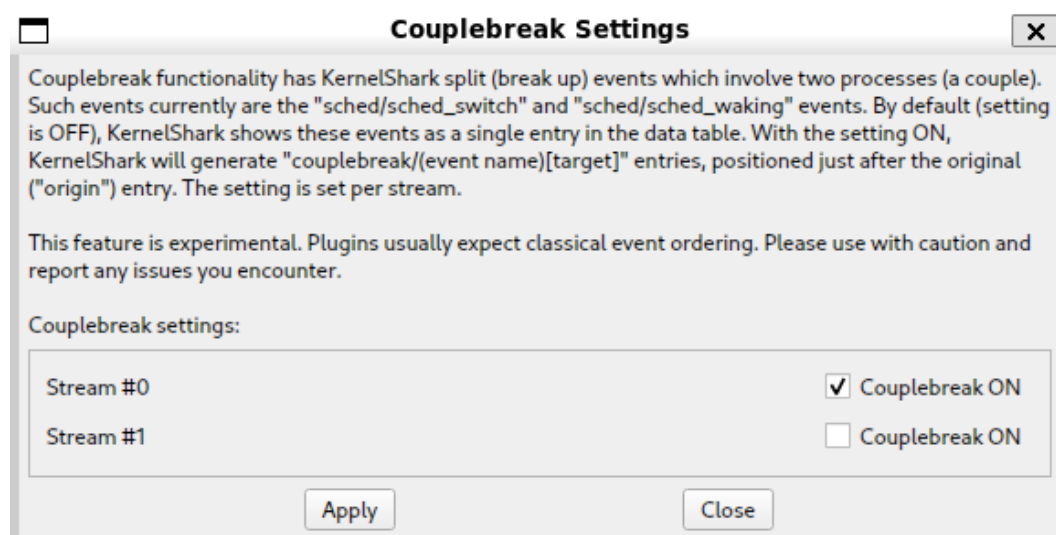 Couplebreak Settings
Couplebreak functionality has KernelShark split (break up) events which involve two processes (a couple).
Such events currently are the "sched/sched_switch" and "sched/sched_waking" events. By default (setting
is OFF), KernelShark shows these events as a single entry in the data table. With the setting ON,
KernelShark will generate "couplebreak/(event name)[target]" entries, positioned just after the original
("origin") entry. The setting is set per stream.
This feature is experimental. Plugins usually expect classical event ordering. Please use with caution and
report any issues you encounter.
Couplebreak settings:
Stream #0 Couplebreak ON
Stream #1 Couplebreak ON
Apply Close